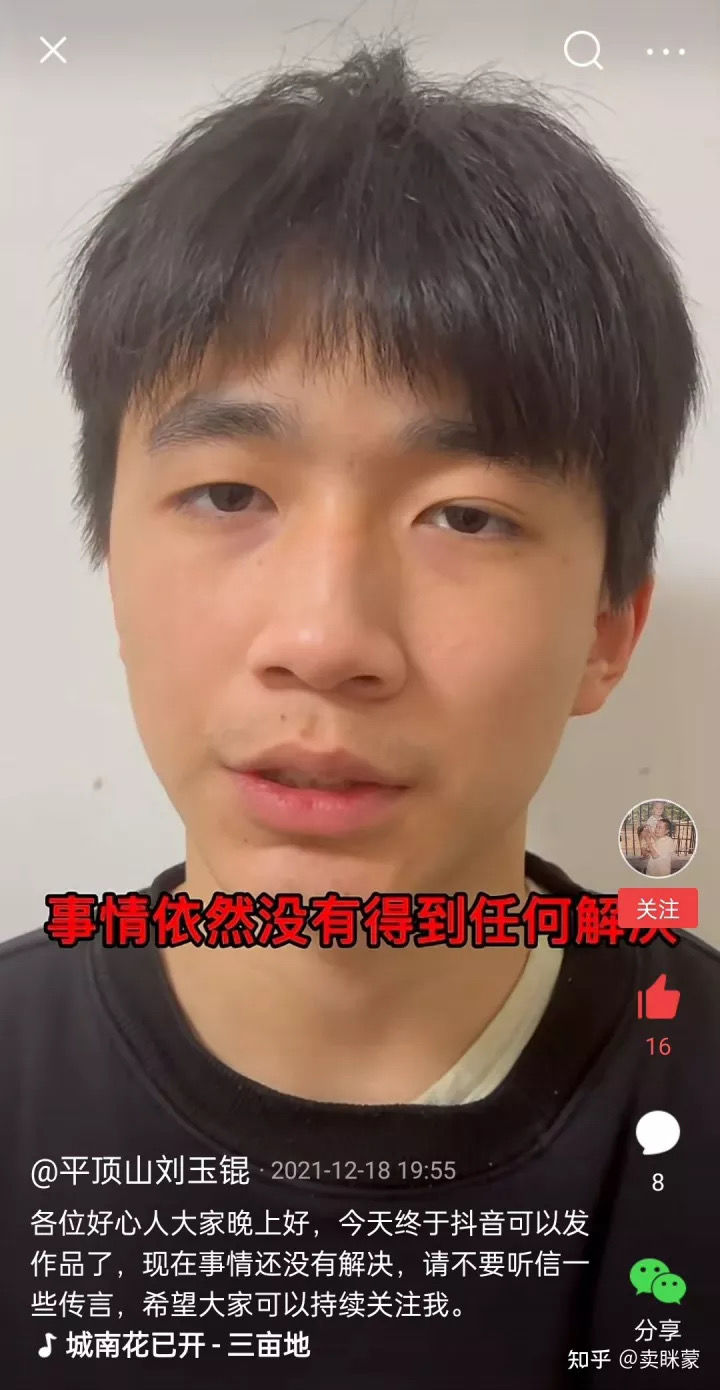 事情依然没有得到任何解决
关注
16
8
@平顶山刘玉锟 · 2021-12-18 19:55
各位好心人大家晚上好，今天终于抖音可以发
作品了，现在事情还没有解决，请不要听信一
些传言，希望大家可以持续关注我。
城南花已开 - 三亩地
分享
知乎 @卖眯蒙